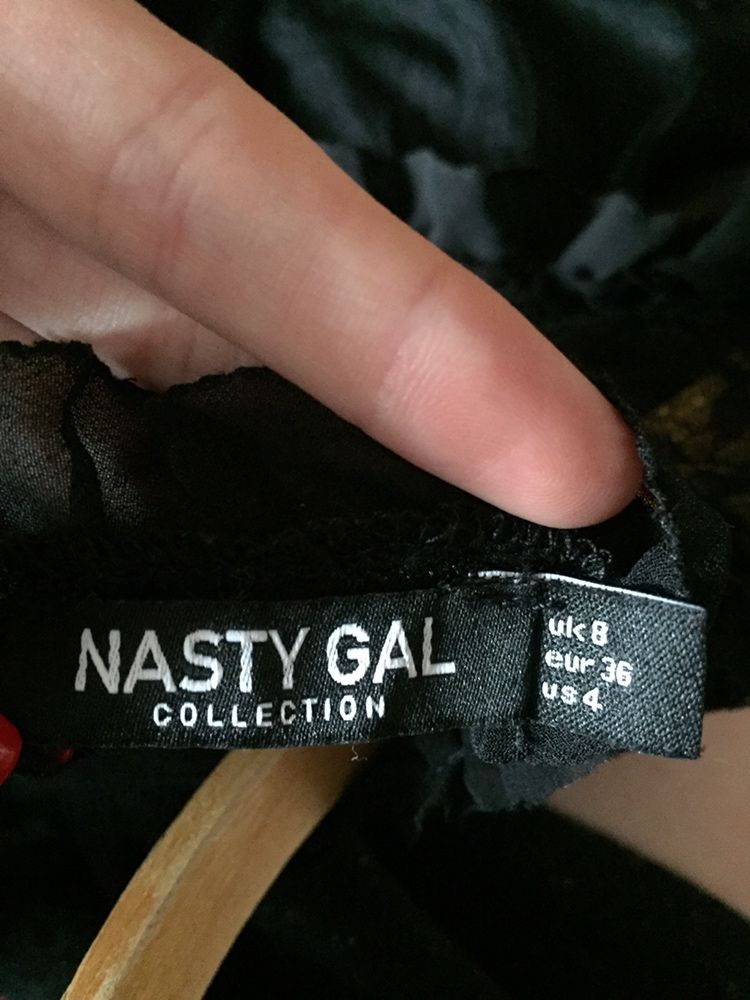 NASTY GAL
COLLECTION
uk 8
eur 36
us 4